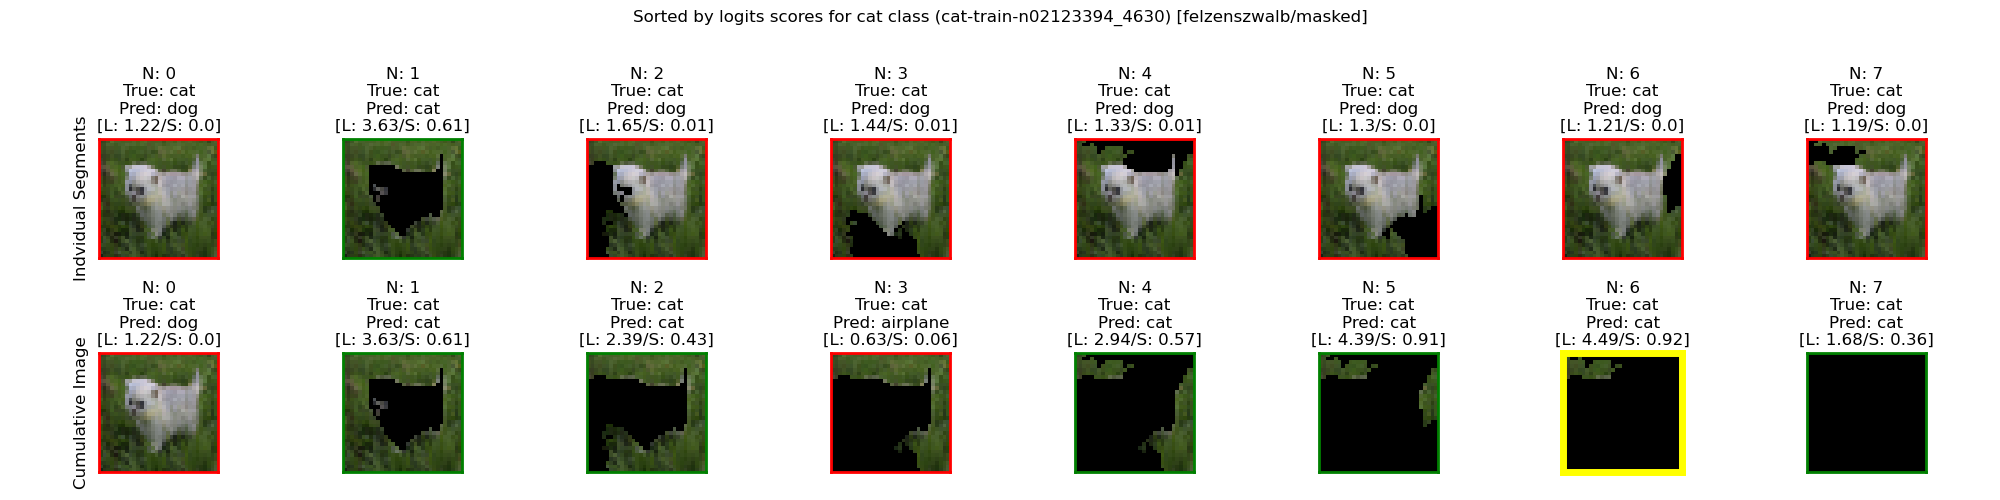 Sorted by logits scores for cat class (cat-train-n02123394_4630) [felzenszwalb/masked]
Indvidual Segments
N: 0
True: cat
Pred: dog
[L: 1.22/S: 0.0]
N: 1
True: cat
Pred: cat
[L: 3.63/S: 0.61]
N: 2
True: cat
Pred: dog
[L: 1.65/S: 0.01]
N: 3
True: cat
Pred: dog
[L: 1.44/S: 0.01]
N: 4
True: cat
Pred: dog
[L: 1.33/S: 0.01]
N: 5
True: cat
Pred: dog
[L: 1.3/S: 0.0]
N: 6
True: cat
Pred: dog
[L: 1.21/S: 0.0]
N: 7
True: cat
Pred: dog
[L: 1.19/S: 0.0]
Cumulative Image
N: 0
True: cat
Pred: dog
[L: 1.22/S: 0.0]
N: 1
True: cat
Pred: cat
[L: 3.63/S: 0.61]
N: 2
True: cat
Pred: cat
[L: 2.39/S: 0.43]
N: 3
True: cat
Pred: airplane
[L: 0.63/S: 0.06]
N: 4
True: cat
Pred: cat
[L: 2.94/S: 0.57]
N: 5
True: cat
Pred: cat
[L: 4.39/S: 0.91]
N: 6
True: cat
Pred: cat
[L: 4.49/S: 0.92]
N: 7
True: cat
Pred: cat
[L: 1.68/S: 0.36]